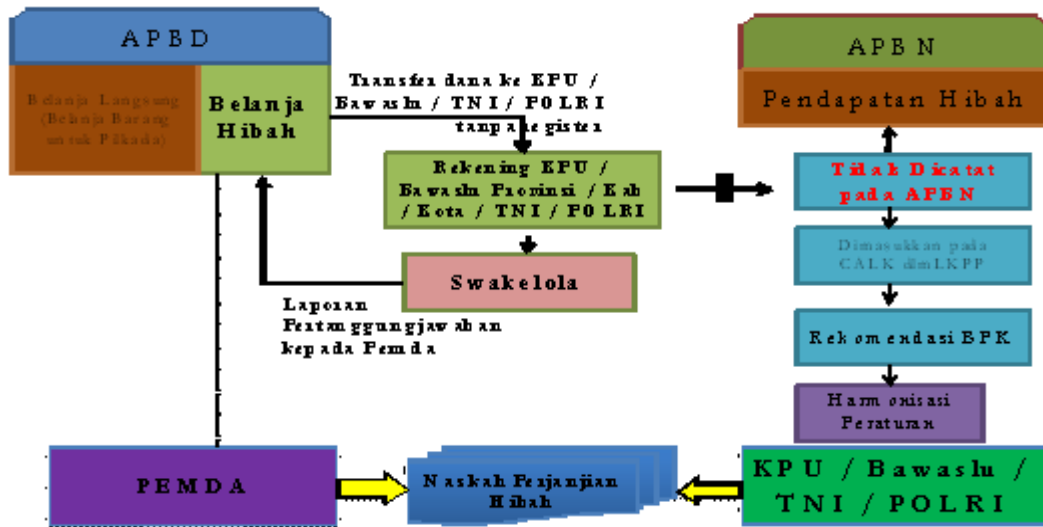 APBD
Belanja Langsung
(Belanja Barang
untuk Pilkada)
Belanja
Hibah
Transfer dana ke KPU /
Bawaslu / TNI / POLRI
tanpa register
Rekening KPU /
Bawaslu Provinsi / Kab
/ Kota / TNI / POLRI
Swakelola
Laporan
Pertanggungjawaban
kepada Pemda
APBN
Pendapatan Hibah
Tidak Dicatat
pada APBN
Dimasukkan pada
CALK dlm LKPP
Rekomendasi BPK
Harmonisasi
Peraturan
PEMDA
Naskah Perjanjian
Hibah
KPU / Bawaslu /
TNI / POLRI